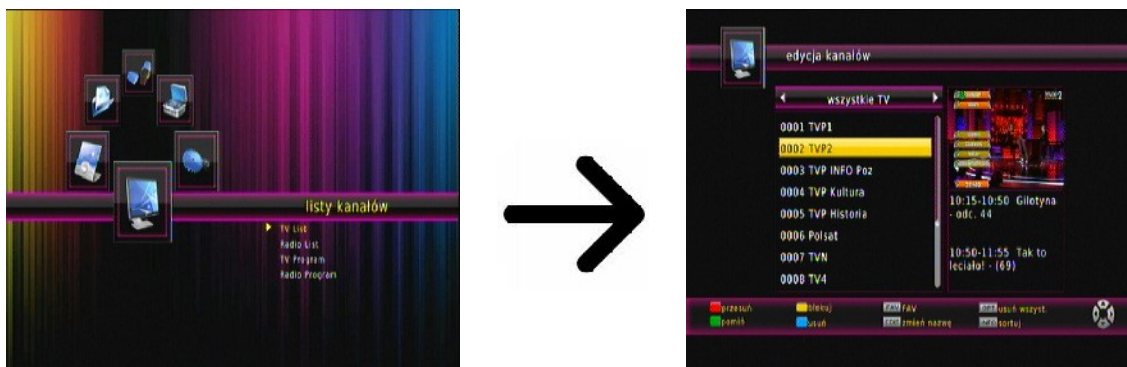 listy kanałów
TV List
Radio List
TV Program
Radio Program
edycja kanałów
wszystkie TV
0001 TVP1
0002 TVP2
0003 TVP INFO Poz
0004 TVP Kultura
0005 TVP Historia
0006 Polsat
0007 TVN
0008 TV4
10:15-10:50 Gilotyna
- odc. 44
10:50-11:55 Tak to
leciało! - (69)
przesuń blokuj FAV usuń wszyst.
pomiń usuń zmień nazwę sortuj